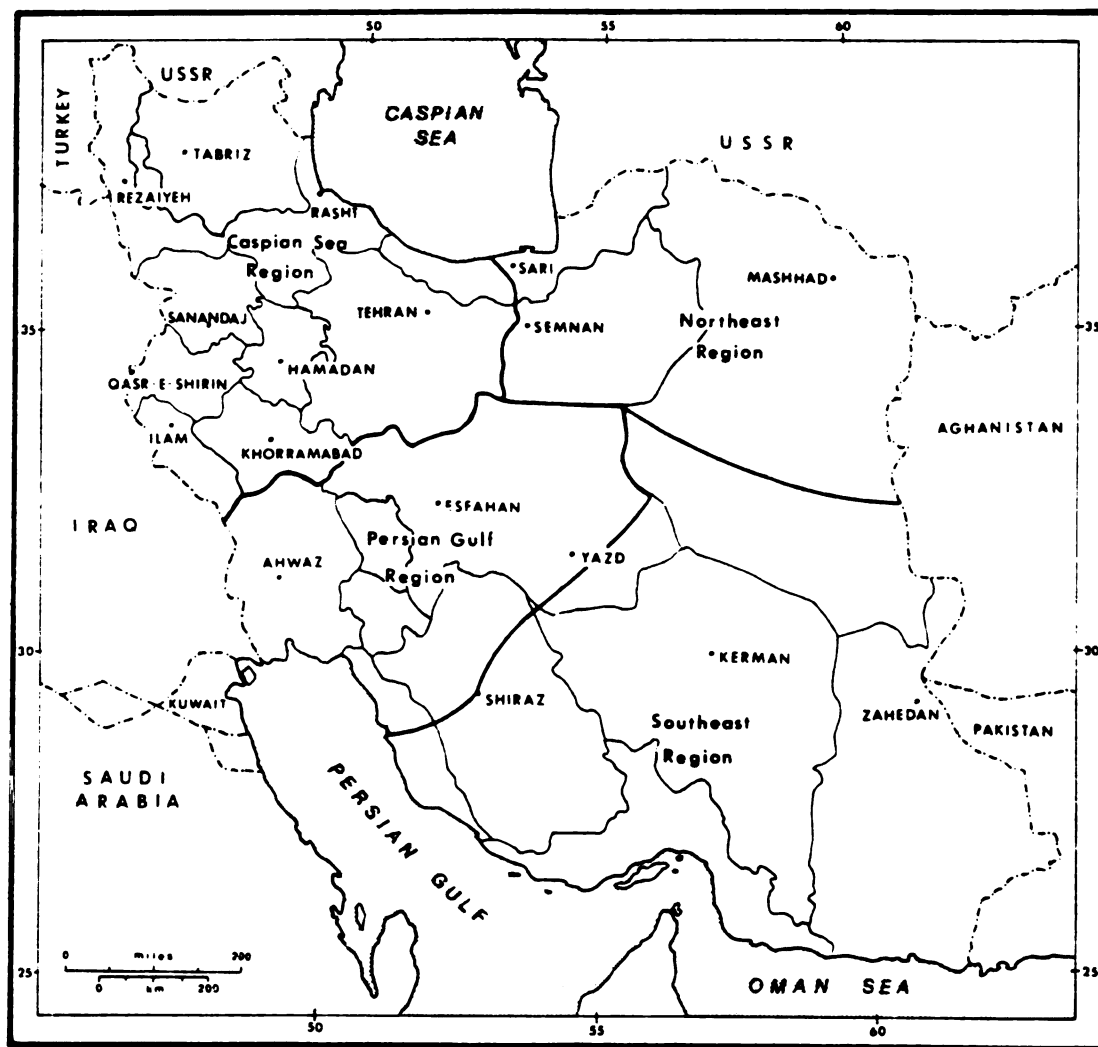 50
55
60
USSR
TURKEY
CASPIAN
SEA
USSR
TABRIZ
REZAIYEH
RASHT
Caspian Sea
Region
SARI
MASHHAD
TEHRAN
SANANDAJ
SEMNAN
Northeast
Region
35
35
HAMADAN
QASR-E-SHIRIN
ILAM
KHORRAMABAD
AGHANISTAN
ESFAHAN
IRAQ
Persian Gulf
Region
YAZD
AHWAZ
30
30
KERMAN
KUWAIT
SHIRAZ
ZAHEDAN
Southeast
Region
PAKISTAN
SAUDI
ARABIA
PERSIAN GULF
0 miles 200
0 km 200
25
25
OMAN SEA
50
55
60